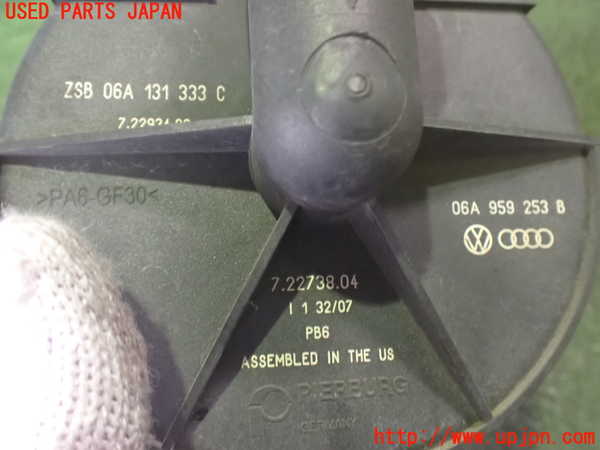 USED PARTS JAPAN
ZSB 06A 131 333 C
>PA6-GF30<
06A 959 253 B
7.22738.04
1 1 32/07
PB6
ASSEMBLED IN THE US
PIERBURG
GERMANY
http://www.upjpn.com